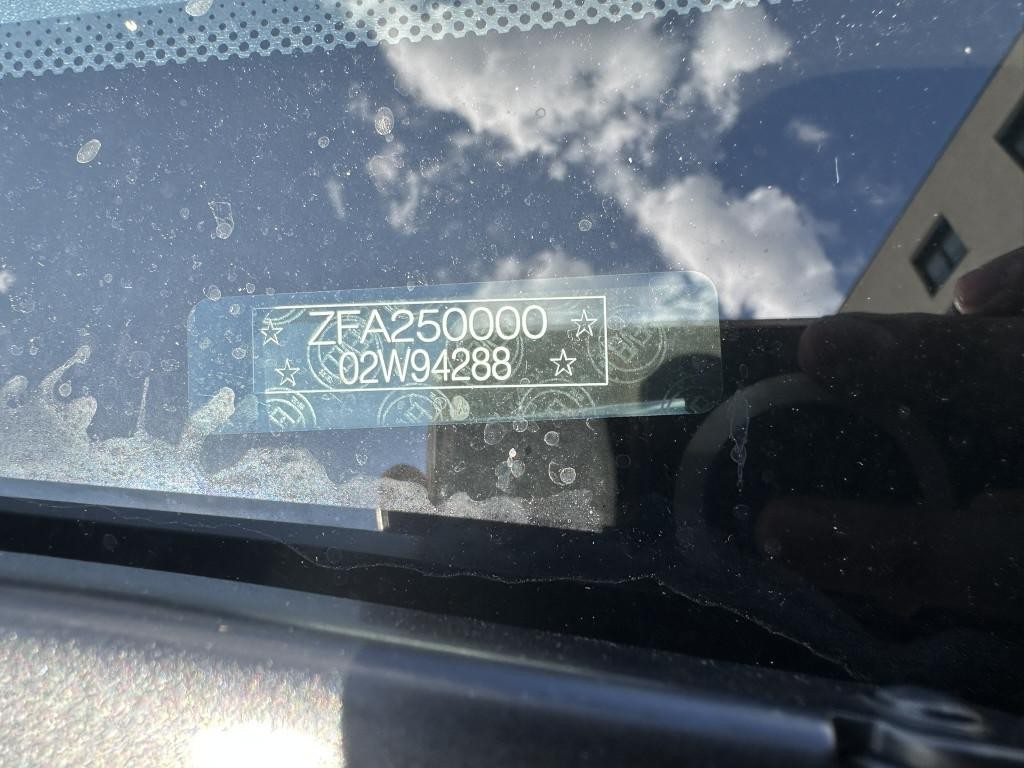 ☆ ZFA250000 ☆
☆ 02W94288 ☆